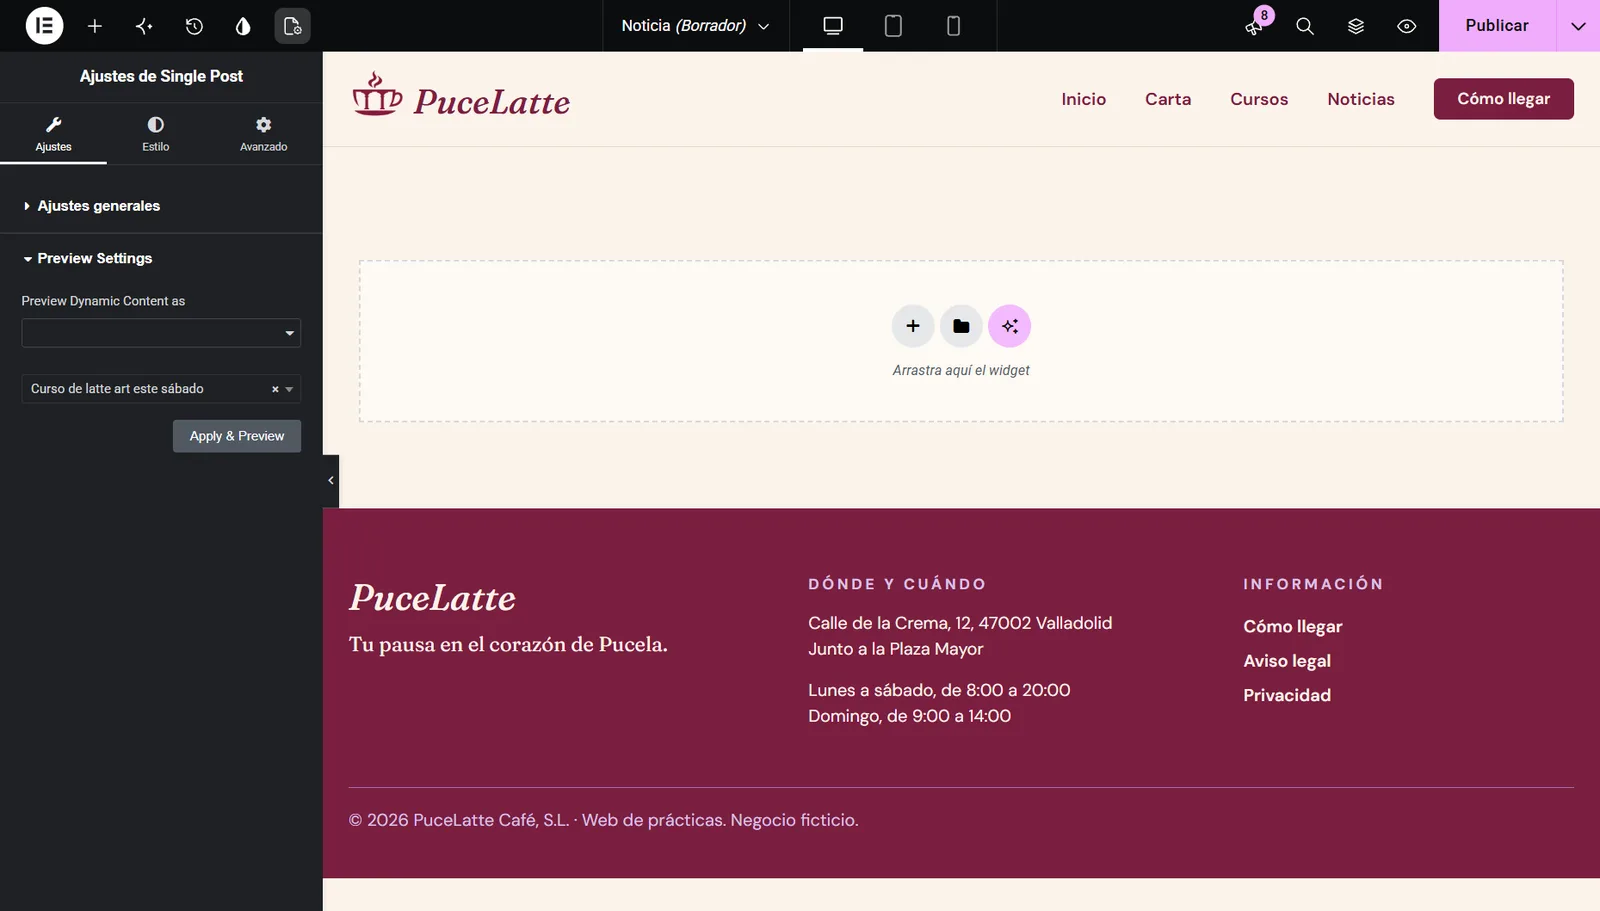 Noticia (Borrador)
8
Publicar
Ajustes de Single Post
Ajustes
Estilo
Avanzado
Ajustes generales
Preview Settings
Preview Dynamic Content as
Curso de latte art este sábado
×
Apply & Preview
PuceLatte
Inicio
Carta
Cursos
Noticias
Cómo llegar
Arrastra aquí el widget
PuceLatte
Tu pausa en el corazón de Pucela.
DÓNDE Y CUÁNDO
Calle de la Crema, 12, 47002 Valladolid
Junto a la Plaza Mayor
Lunes a sábado, de 8:00 a 20:00
Domingo, de 9:00 a 14:00
INFORMACIÓN
Cómo llegar
Aviso legal
Privacidad
© 2026 PuceLatte Café, S.L. · Web de prácticas. Negocio ficticio.